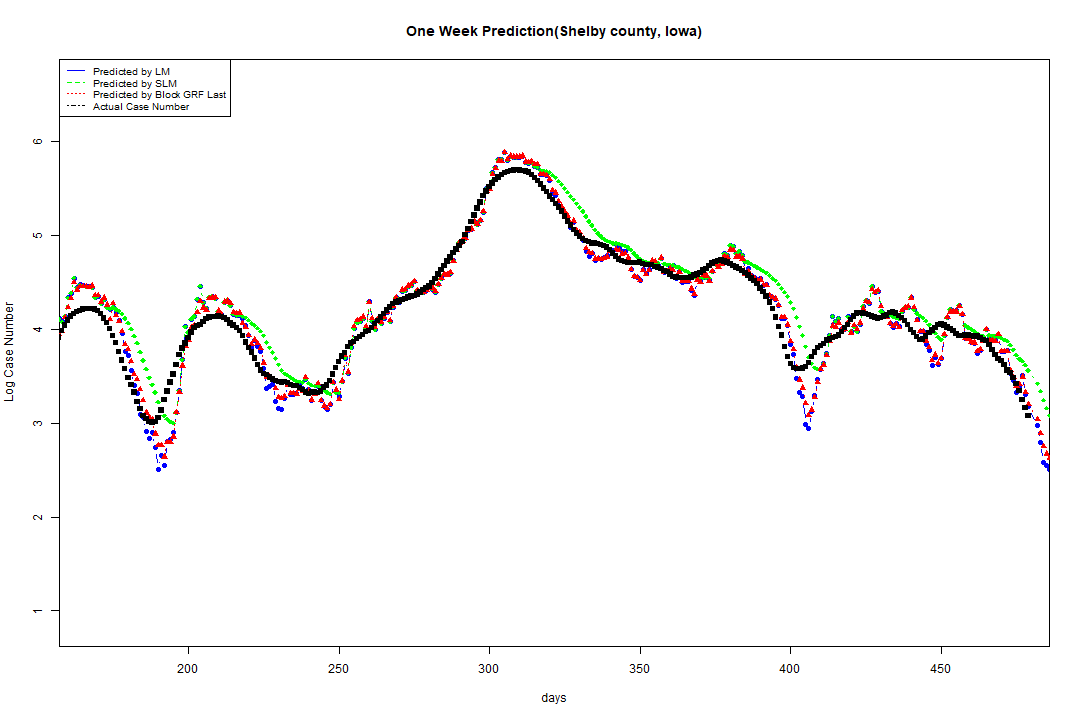 One Week Prediction(Shelby county, Iowa)
Predicted by LM
Predicted by SLM
Predicted by Block GRF Last
Actual Case Number
Log Case Number
6
5
4
3
2
1
200 250 300 350 400 450
days